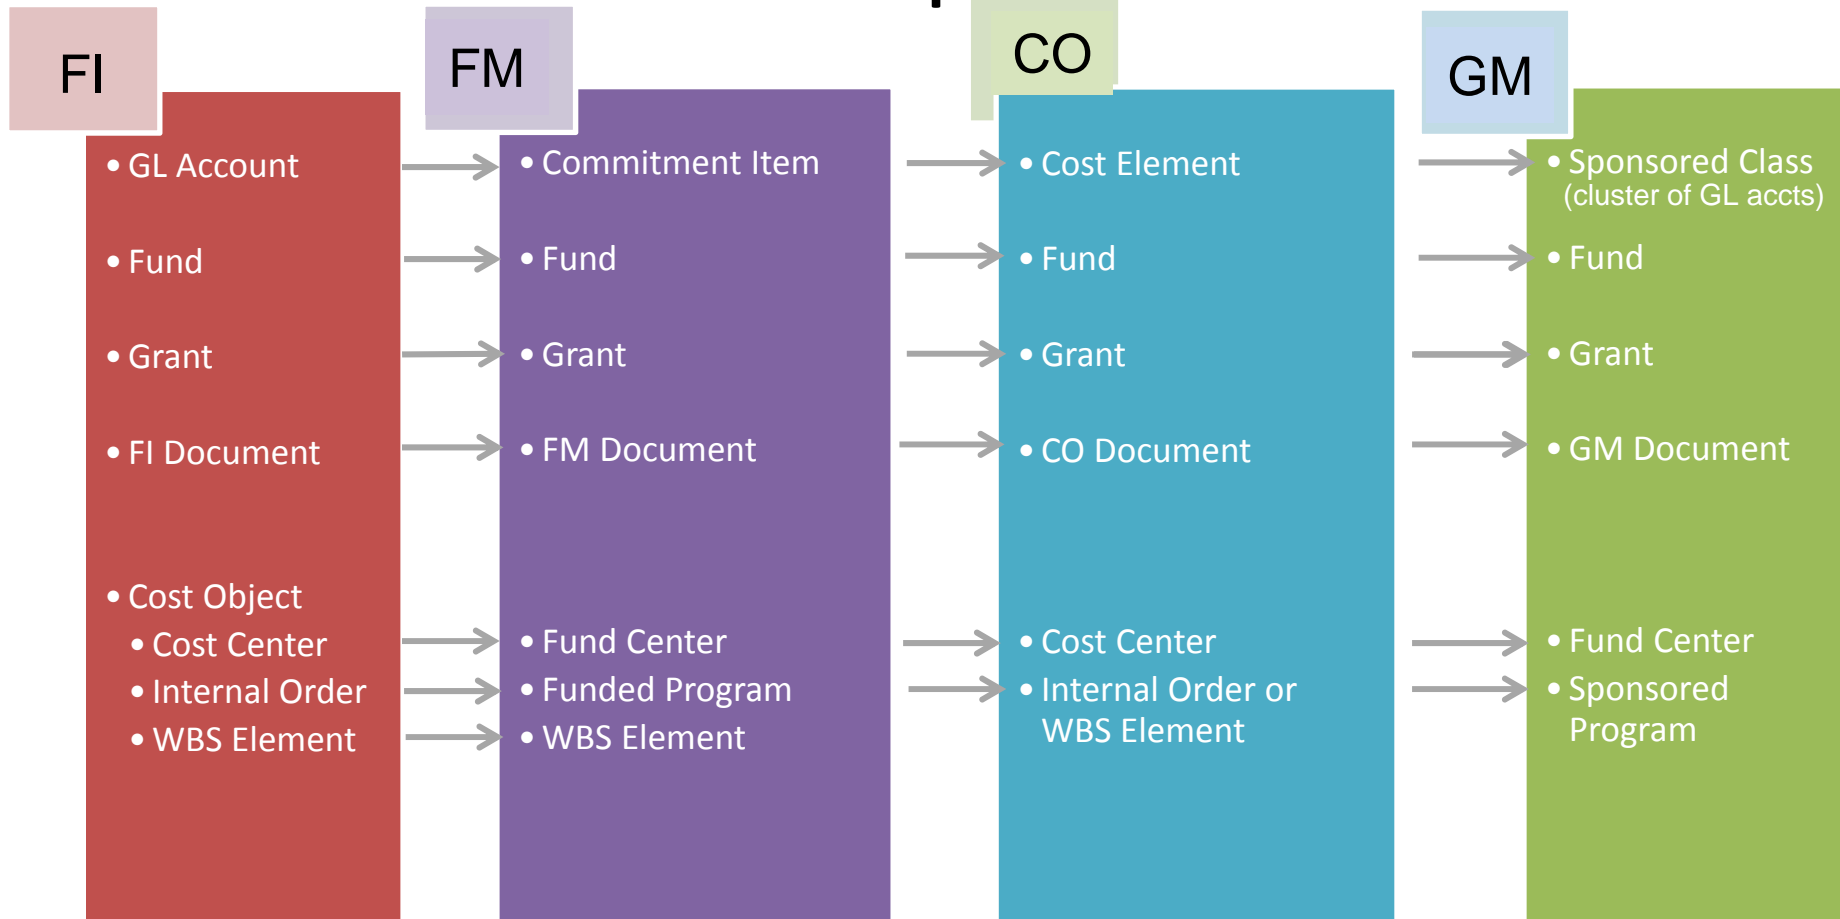 FI
• GL Account
• Fund
• Grant
• FI Document
• Cost Object
• Cost Center
• Internal Order
• WBS Element
FM
• Commitment Item
• Fund
• Grant
• FM Document
• Fund Center
• Funded Program
• WBS Element
CO
• Cost Element
• Fund
• Grant
• CO Document
• Cost Center
• Internal Order or
WBS Element
GM
• Sponsored Class
(cluster of GL accts)
• Fund
• Grant
• GM Document
• Fund Center
• Sponsored
Program